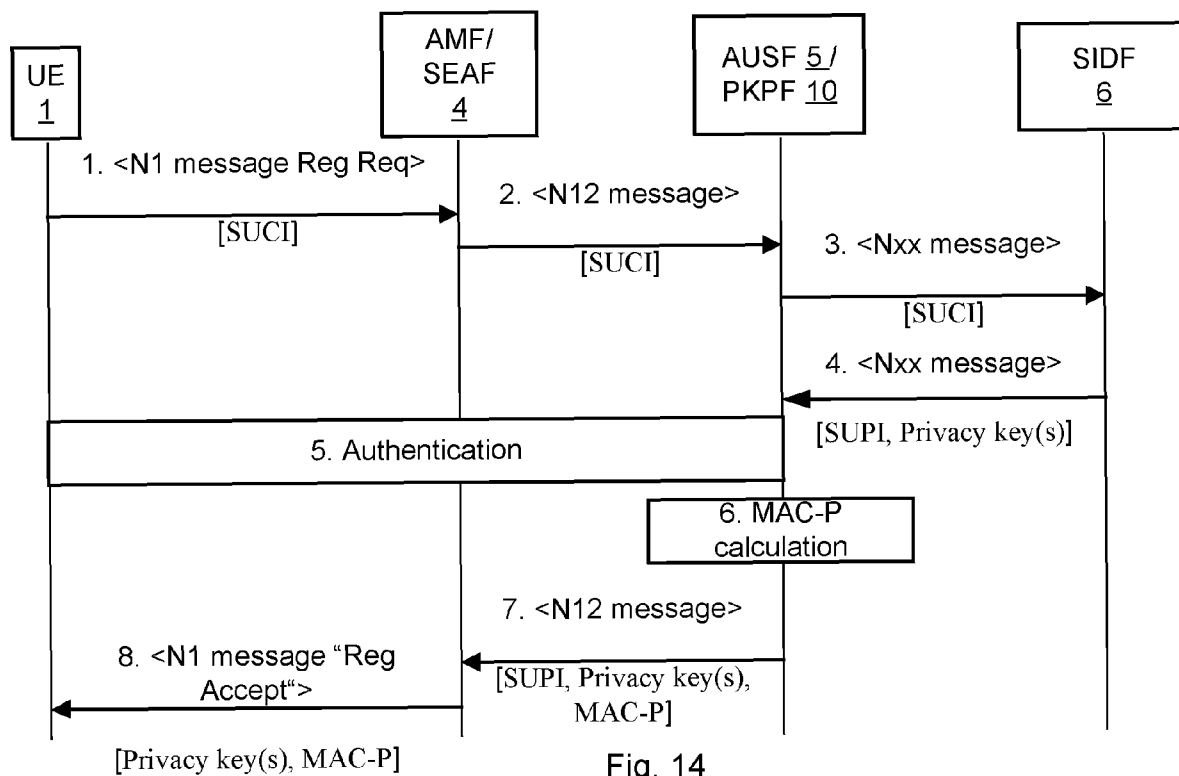 UE
1
AMF/
SEAF
4
AUSF 5 /
PKPF 10
SIDF
6
1. <N1 message Reg Req>
[SUCI]
2. <N12 message>
[SUCI]
3. <Nxx message>
[SUCI]
4. <Nxx message>
[SUPI, Privacy key(s)]
5. Authentication
6. MAC-P
calculation
7. <N12 message>
[SUPI, Privacy key(s),
MAC-P]
8. <N1 message “Reg
Accept“>
[Privacy key(s), MAC-P]
Fig. 14